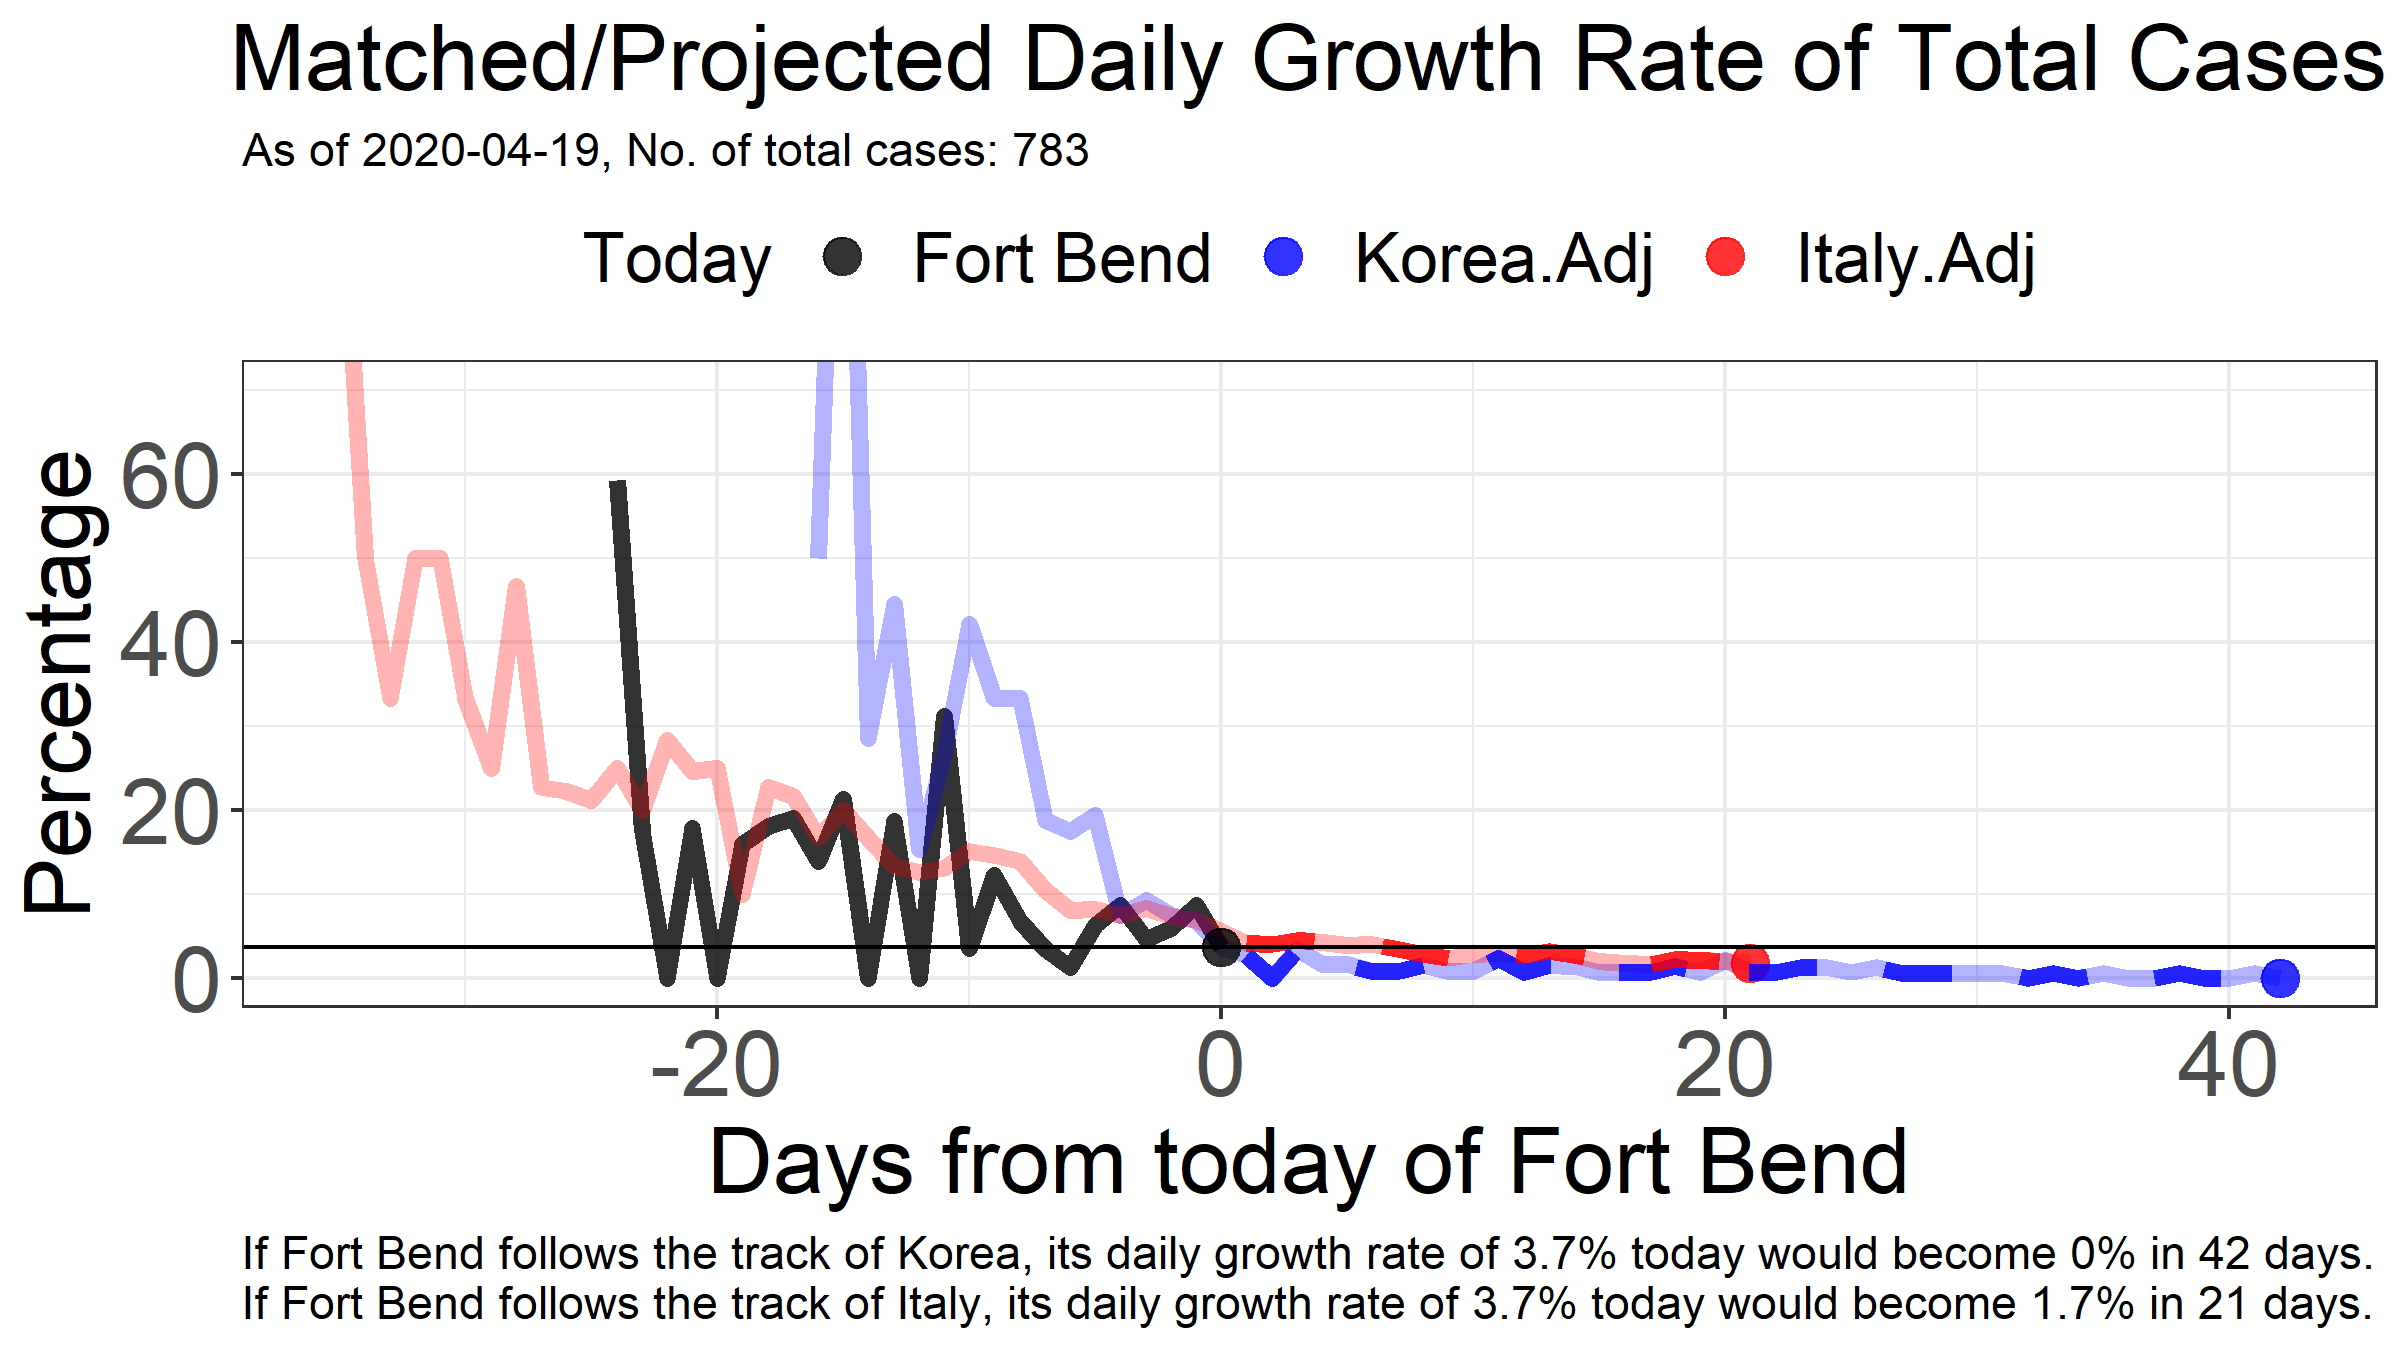 Matched/Projected Daily Growth Rate of Total Cases
As of 2020-04-19, No. of total cases: 783
Today Fort Bend Korea.Adj Italy.Adj
Percentage
60
40
20
0
-20 0 20 40
Days from today of Fort Bend
If Fort Bend follows the track of Korea, its daily growth rate of 3.7% today would become 0% in 42 days.
If Fort Bend follows the track of Italy, its daily growth rate of 3.7% today would become 1.7% in 21 days.